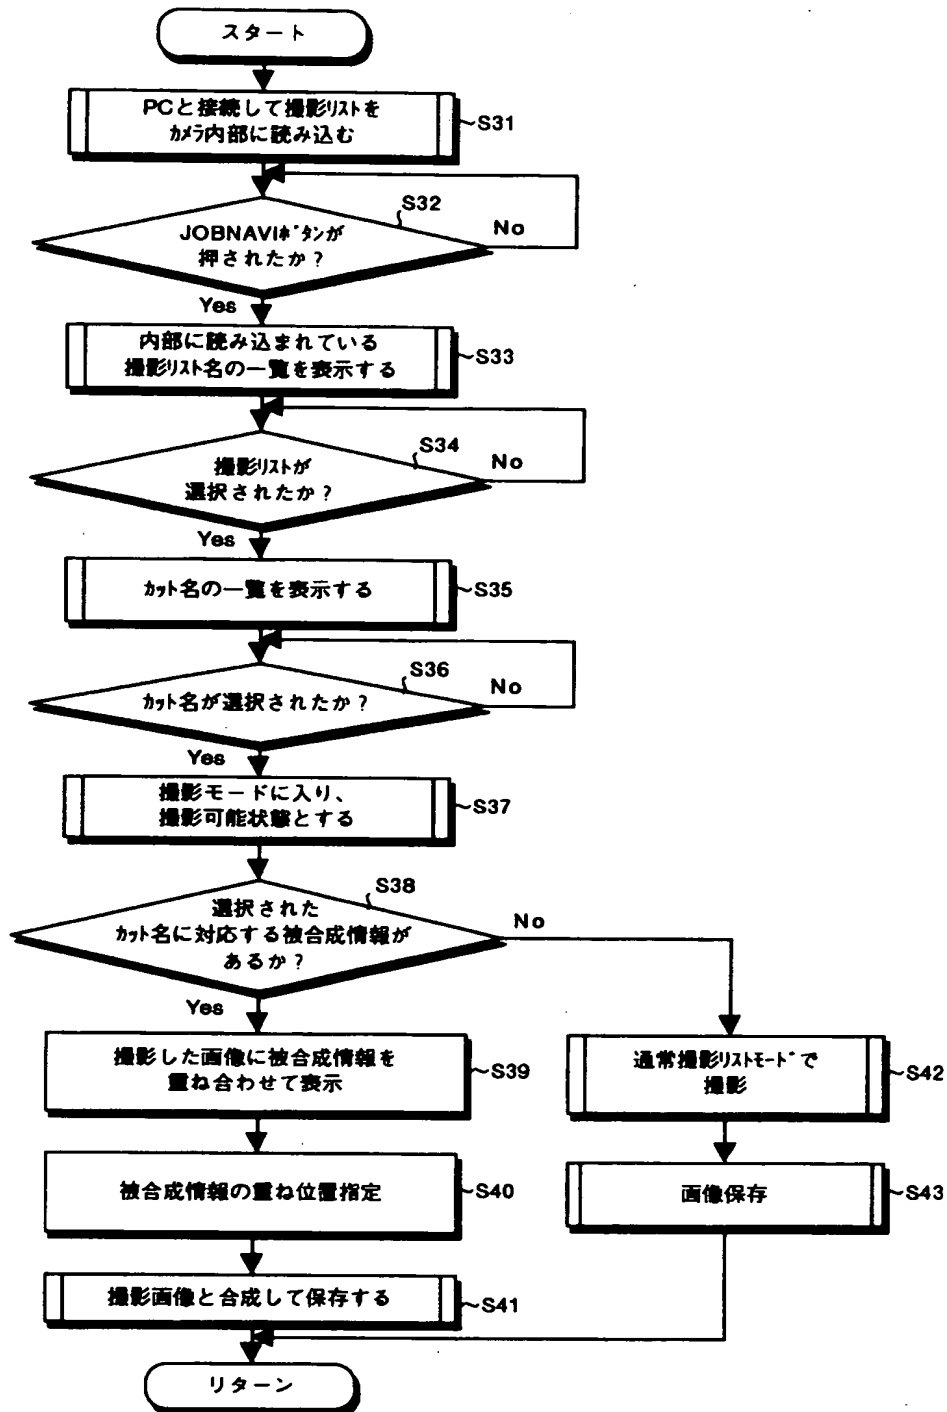 スタート
PCと接続して撮影リストを
カメラ内部に読み込む
S31
S32
JOBNAVIボタンが
押されたか?
No
Yes
内部に読み込まれている
撮影リスト名の一覧を表示する
S33
S34
撮影リストが
選択されたか?
No
Yes
カット名の一覧を表示する
S35
S36
カット名が選択されたか?
No
Yes
撮影モードに入り、
撮影可能状態とする
S37
S38
選択された
カット名に対応する被合成情報が
あるか?
No
Yes
撮影した画像に被合成情報を
重ね合わせて表示
S39
通常撮影リストモードで
撮影
S42
被合成情報の重ね位置指定
S40
画像保存
S43
撮影画像と合成して保存する
S41
リターン